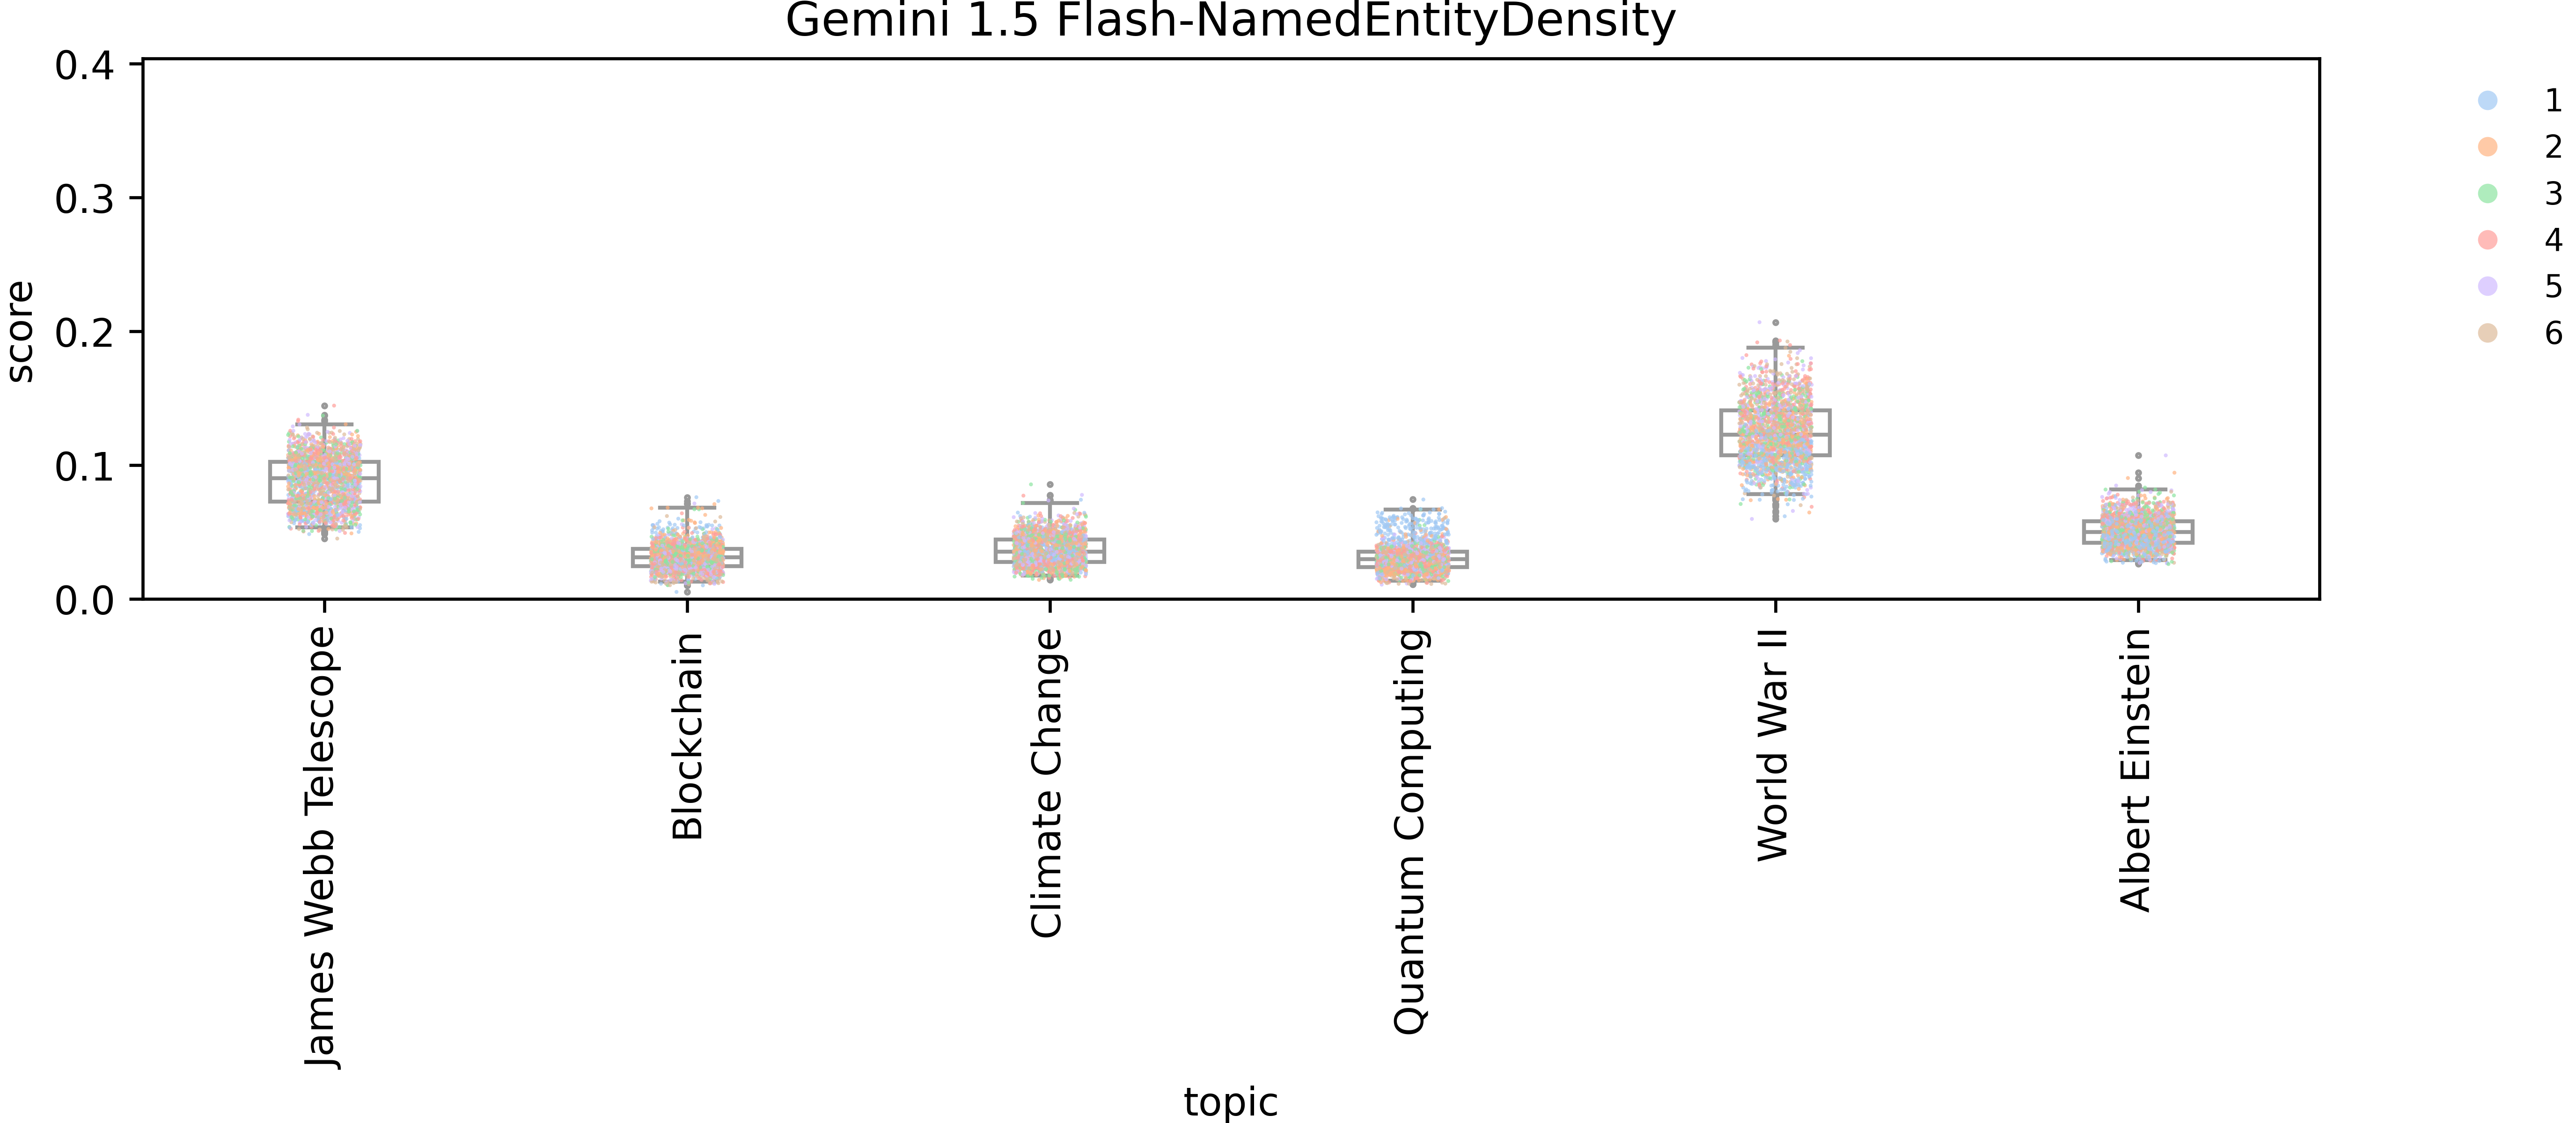 Gemini 1.5 Flash-NamedEntityDensity
0.4
0.3
0.2
0.1
0.0
score
James Webb Telescope
Blockchain
Climate Change
Quantum Computing
World War II
Albert Einstein
topic
1
2
3
4
5
6